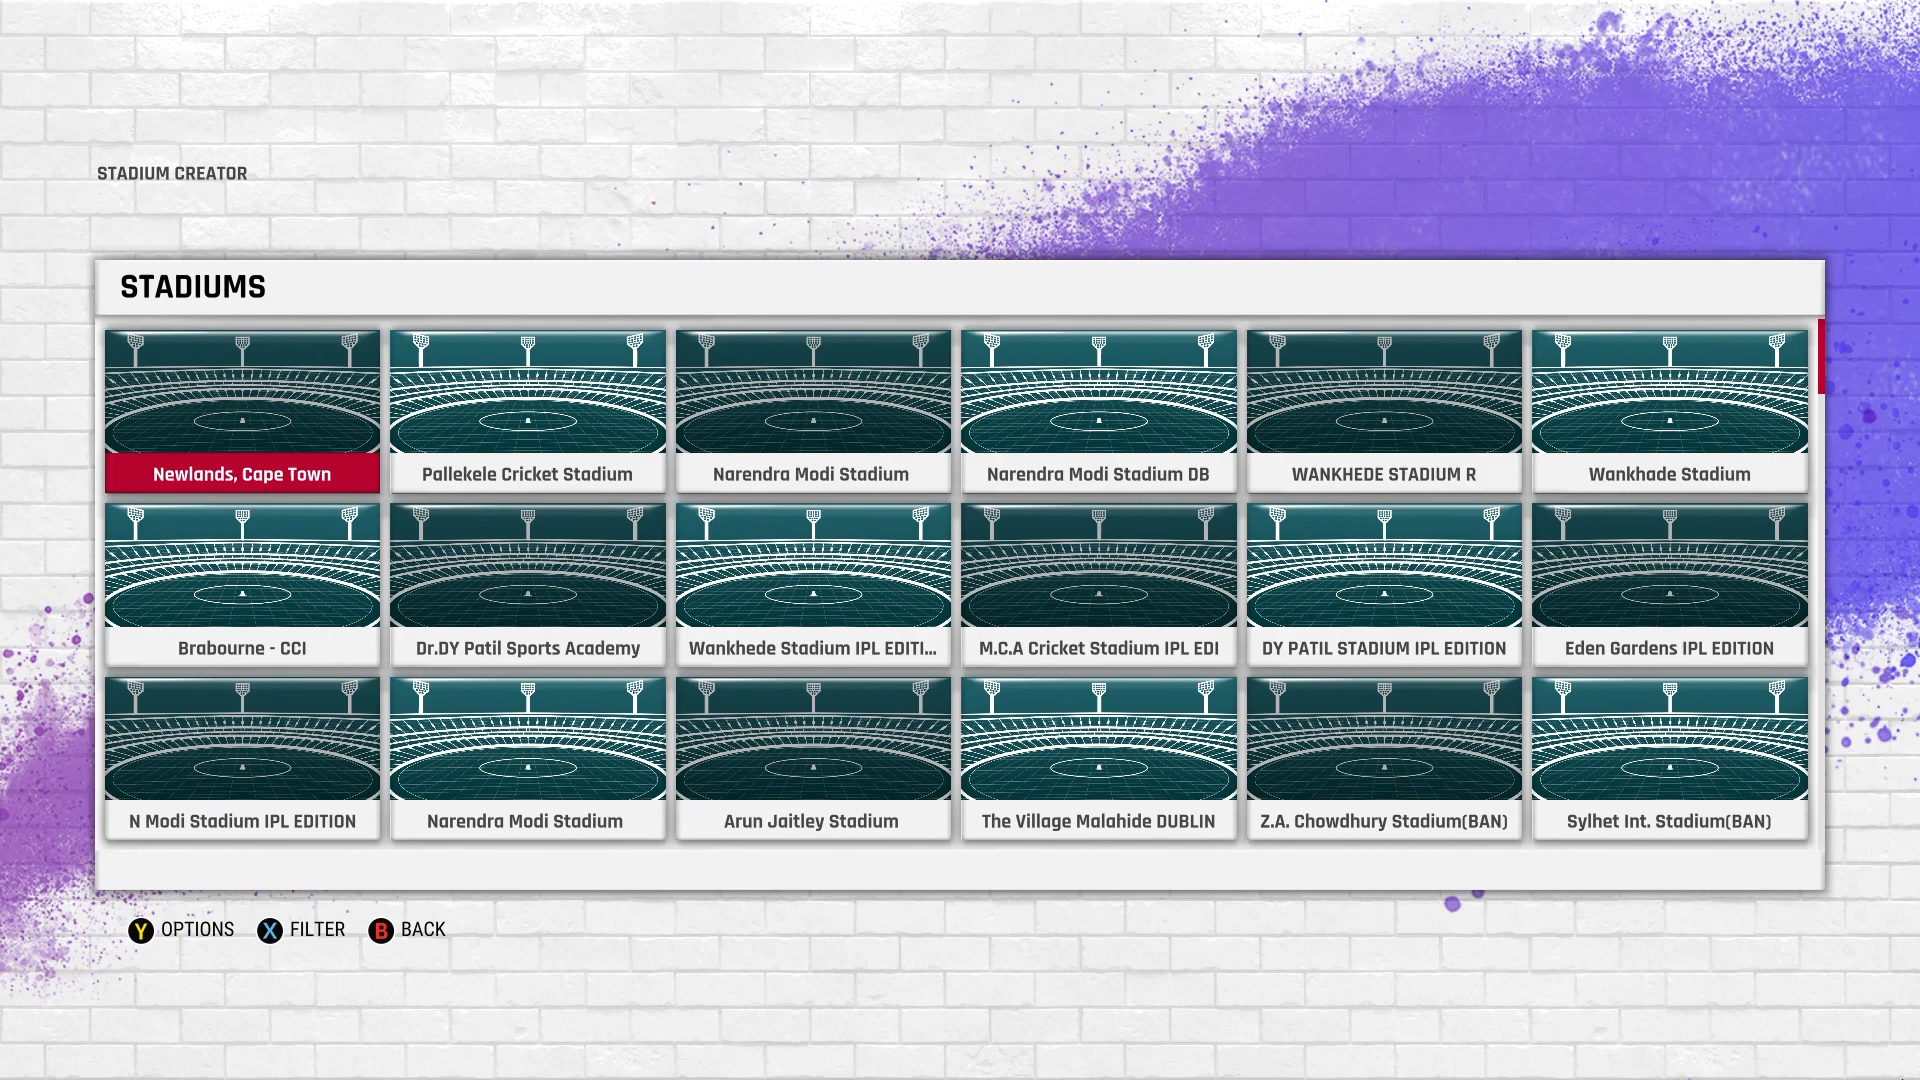 STADIUM CREATOR
STADIUMS
Newlands, Cape Town
Pallekele Cricket Stadium
Narendra Modi Stadium
Narendra Modi Stadium DB
WANKHEDE STADIUM R
Wankhade Stadium
Brabourne - CCI
Dr.DY Patil Sports Academy
Wankhede Stadium IPL EDITI...
M.C.A Cricket Stadium IPL EDI
DY PATIL STADIUM IPL EDITION
Eden Gardens IPL EDITION
N Modi Stadium IPL EDITION
Narendra Modi Stadium
Arun Jaitley Stadium
The Village Malahide DUBLIN
Z.A. Chowdhury Stadium(BAN)
Sylhet Int. Stadium(BAN)
Y OPTIONS X FILTER B BACK